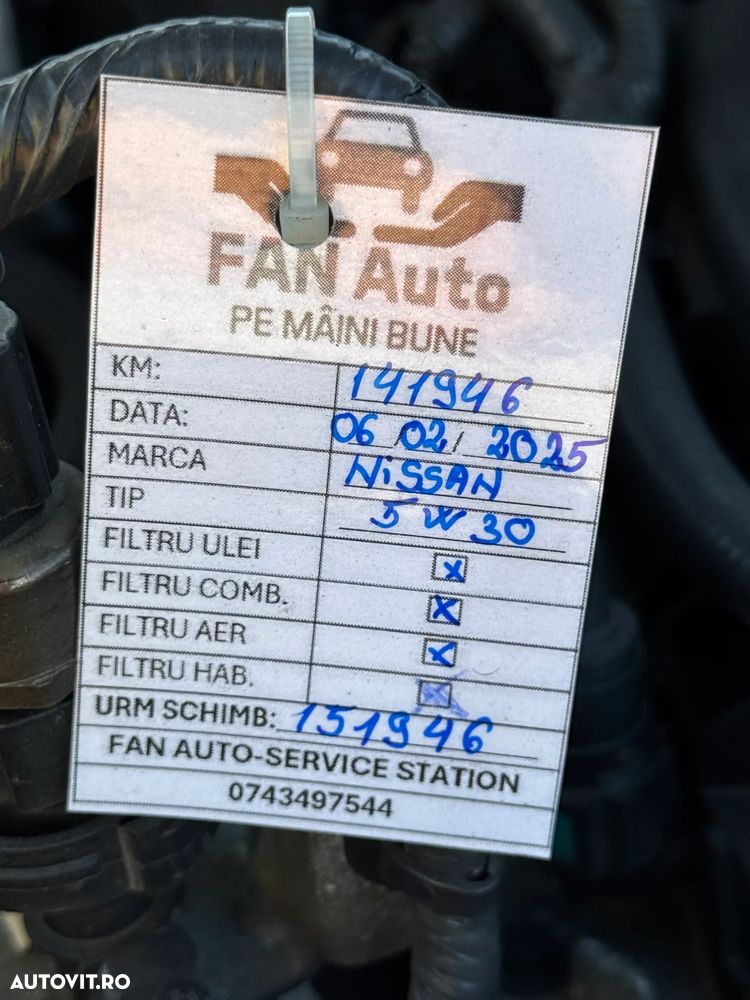 FAN Auto
PE MÂINI BUNE
KM: 141946
DATA: 06/02/2025
MARCA NiSSAN
TIP 5W30
FILTRU ULEI x
FILTRU COMB. x
FILTRU AER x
FILTRU HAB. x
URM SCHIMB: 151946
FAN AUTO-SERVICE STATION
0743497544
AUTOVIT.RO